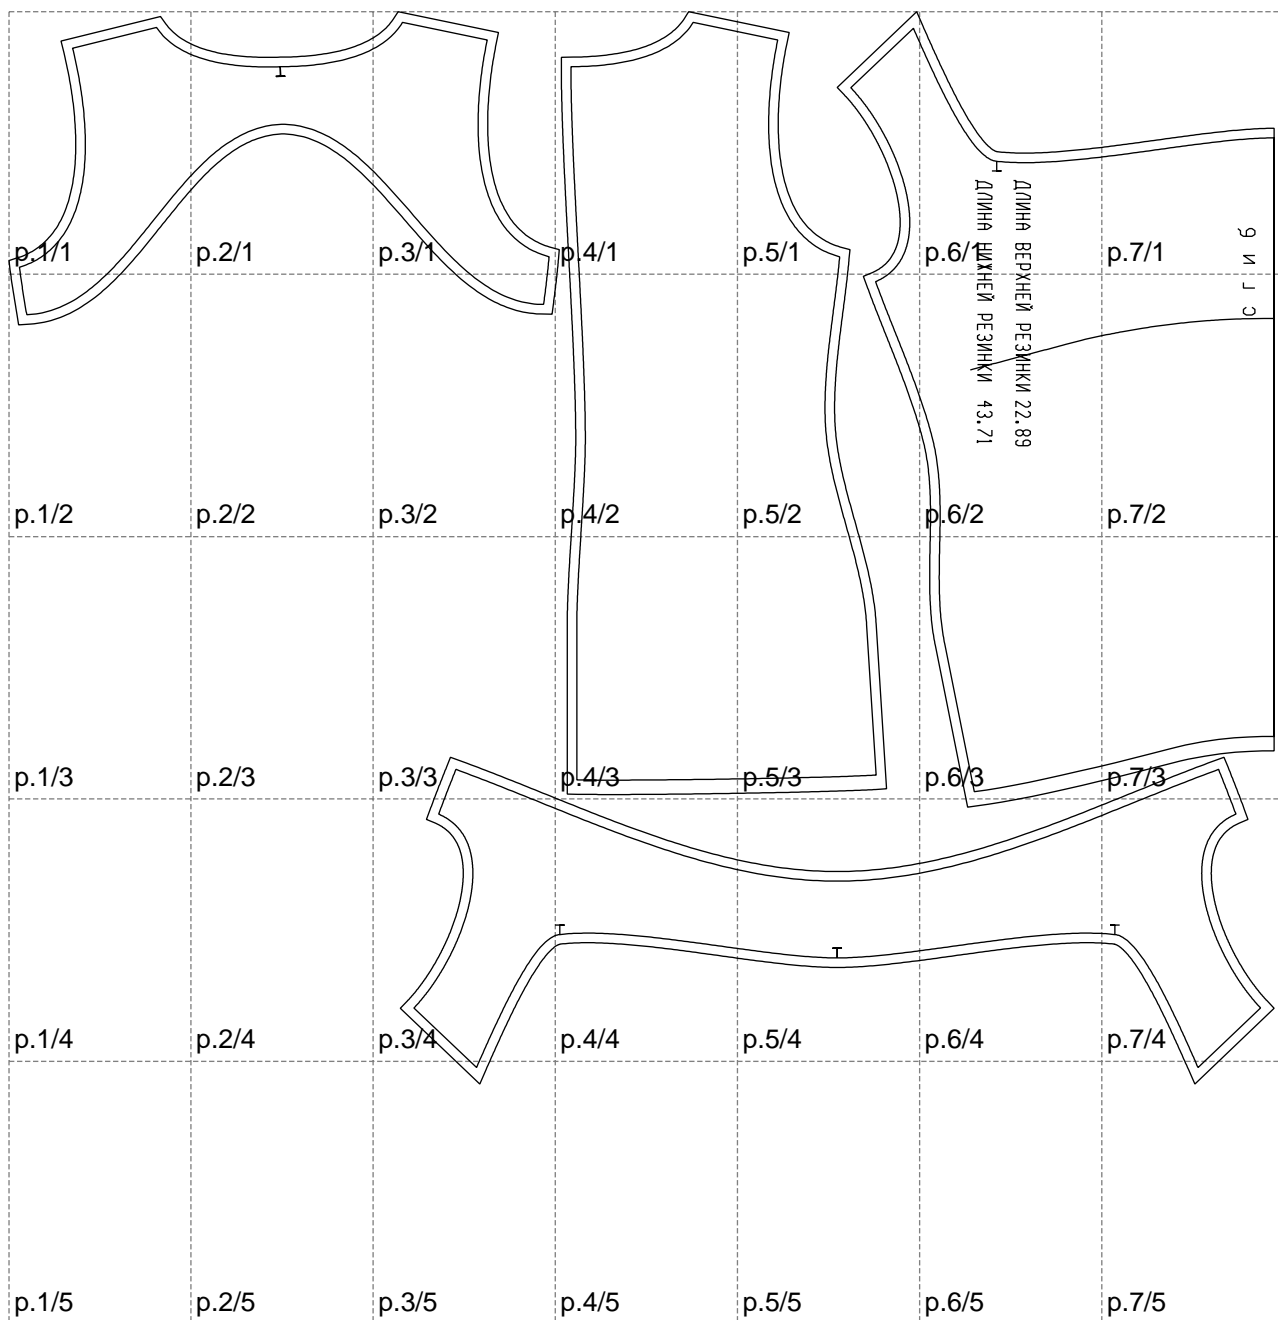 ДЛИНА ВЕРХНЕЙ РЕЗИНКИ 22.89
ДЛИНА НИЖНЕЙ РЕЗИНКИ 43.71
СГИБ
p.1/1 p.2/1 p.3/1 p.4/1 p.5/1 p.6/1 p.7/1
p.1/2 p.2/2 p.3/2 p.4/2 p.5/2 p.6/2 p.7/2
p.1/3 p.2/3 p.3/3 p.4/3 p.5/3 p.6/3 p.7/3
p.1/4 p.2/4 p.3/4 p.4/4 p.5/4 p.6/4 p.7/4
p.1/5 p.2/5 p.3/5 p.4/5 p.5/5 p.6/5 p.7/5